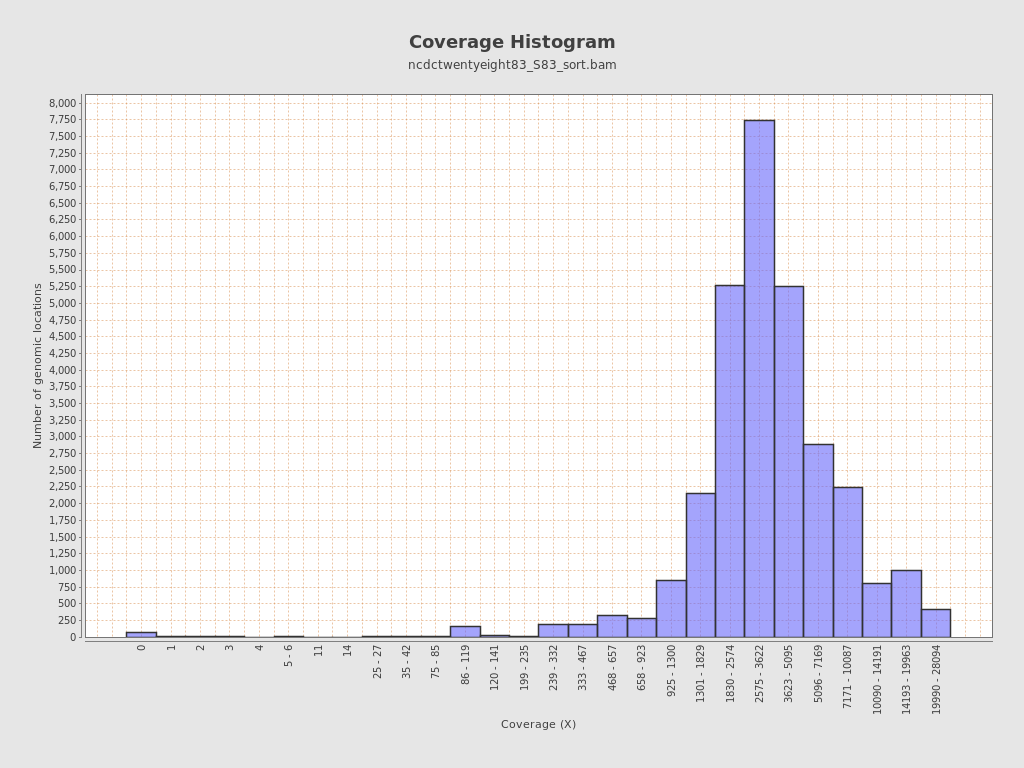 Coverage Histogram
ncdctwentyeight83_S83_sort.bam
Number of genomic locations
8,000
7,750
7,500
7,250
7,000
6,750
6,500
6,250
6,000
5,750
5,500
5,250
5,000
4,750
4,500
4,250
4,000
3,750
3,500
3,250
3,000
2,750
2,500
2,250
2,000
1,750
1,500
1,250
1,000
750
500
250
0
0
1
2
3
4
5 - 6
11
14
25 - 27
35 - 42
75 - 85
86 - 119
120 - 141
199 - 235
239 - 332
333 - 467
468 - 657
658 - 923
925 - 1300
1301 - 1829
1830 - 2574
2575 - 3622
3623 - 5095
5096 - 7169
7171 - 10087
10090 - 14191
14193 - 19963
19990 - 28094
Coverage (X)